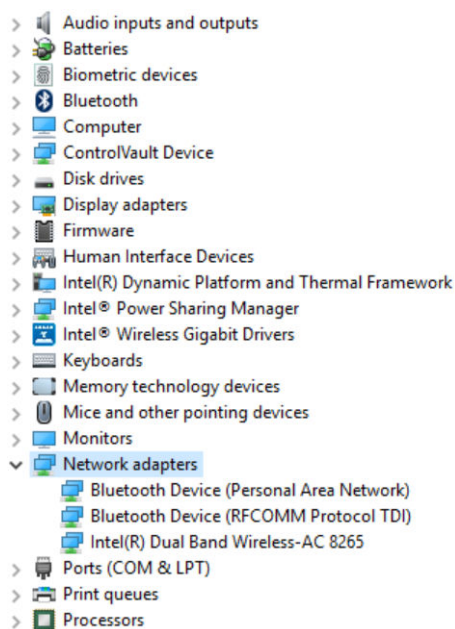 Audio inputs and outputs
Batteries
Biometric devices
Bluetooth
Computer
ControlVault Device
Disk drives
Display adapters
Firmware
Human Interface Devices
Intel(R) Dynamic Platform and Thermal Framework
Intel® Power Sharing Manager
Intel® Wireless Gigabit Drivers
Keyboards
Memory technology devices
Mice and other pointing devices
Monitors
Network adapters
Bluetooth Device (Personal Area Network)
Bluetooth Device (RFCOMM Protocol TDI)
Intel(R) Dual Band Wireless-AC 8265
Ports (COM & LPT)
Print queues
Processors